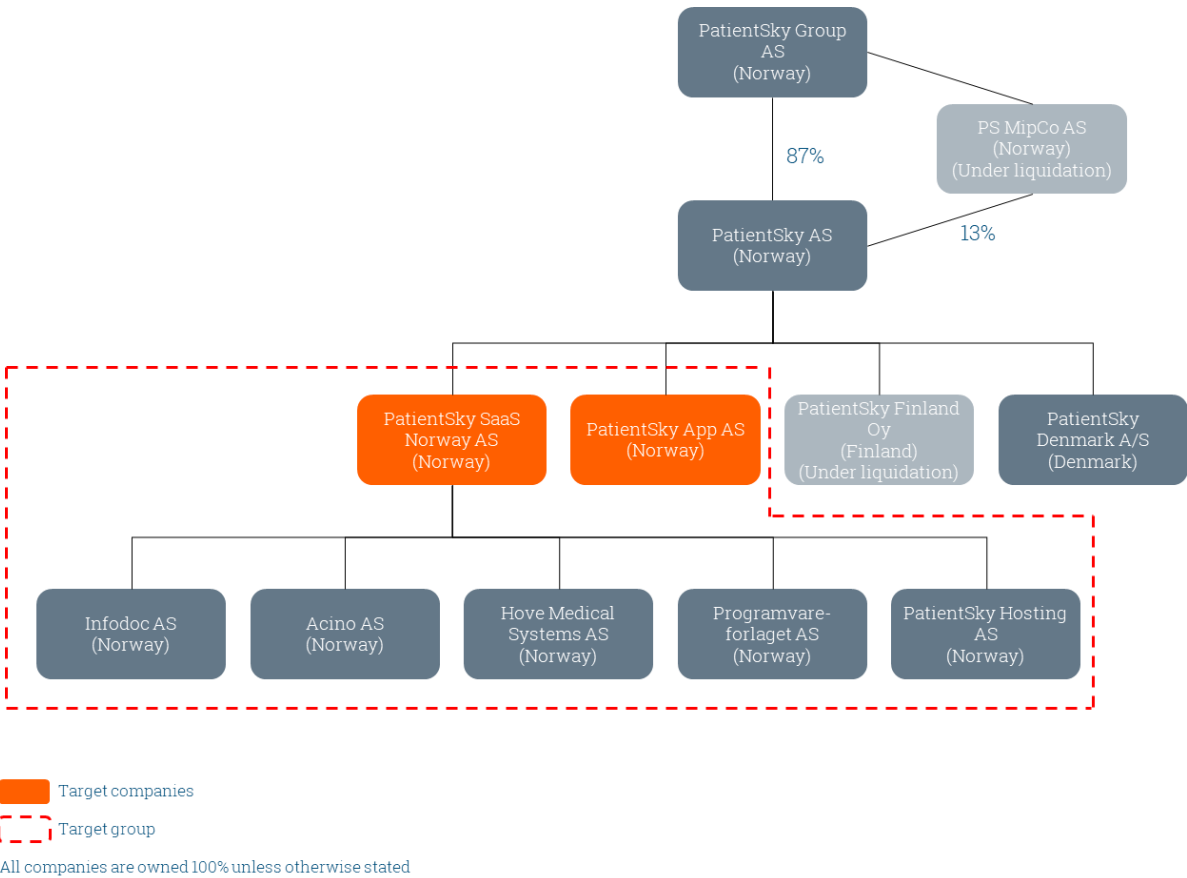 PatientSky Group
AS
(Norway)
PS MipCo AS
(Norway)
(Under liquidation)
87%
PatientSky AS
(Norway)
13%
PatientSky SaaS
Norway AS
(Norway)
PatientSky App AS
(Norway)
PatientSky Finland
Oy
(Finland)
(Under liquidation)
PatientSky
Denmark A/S
(Denmark)
Infodoc AS
(Norway)
Acino AS
(Norway)
Hove Medical
Systems AS
(Norway)
Programvare-
forlaget AS
(Norway)
PatientSky Hosting
AS
(Norway)
Target companies
Target group
All companies are owned 100% unless otherwise stated